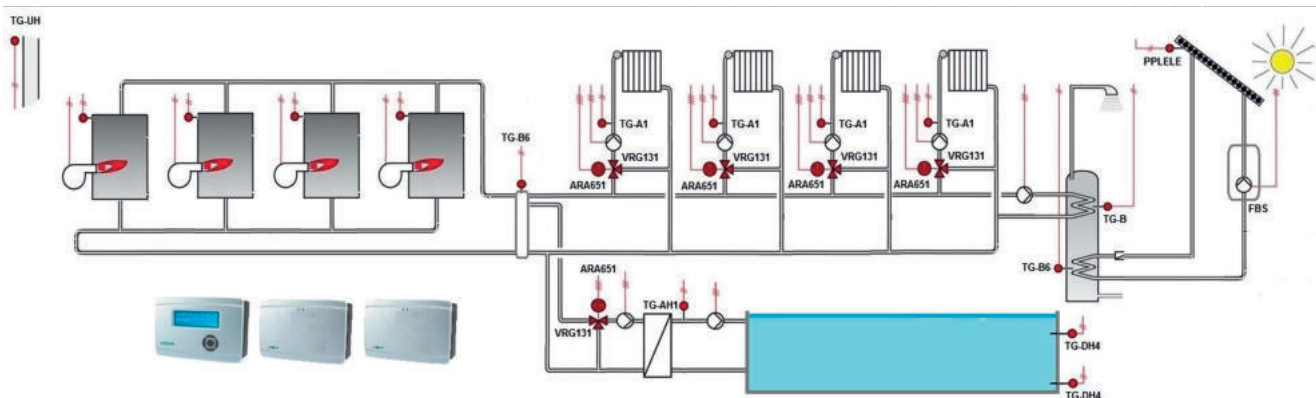 TG-UH
PPLELE
TG-A1
TG-A1
TG-A1
TG-A1
TG-B6
VRG131
VRG131
VRG131
VRG131
ARA651
ARA651
ARA651
ARA651
FBS
TG-B
TG-B6
ARA651
TG-AH1
VRG131
TG-DH4
TG-DH4